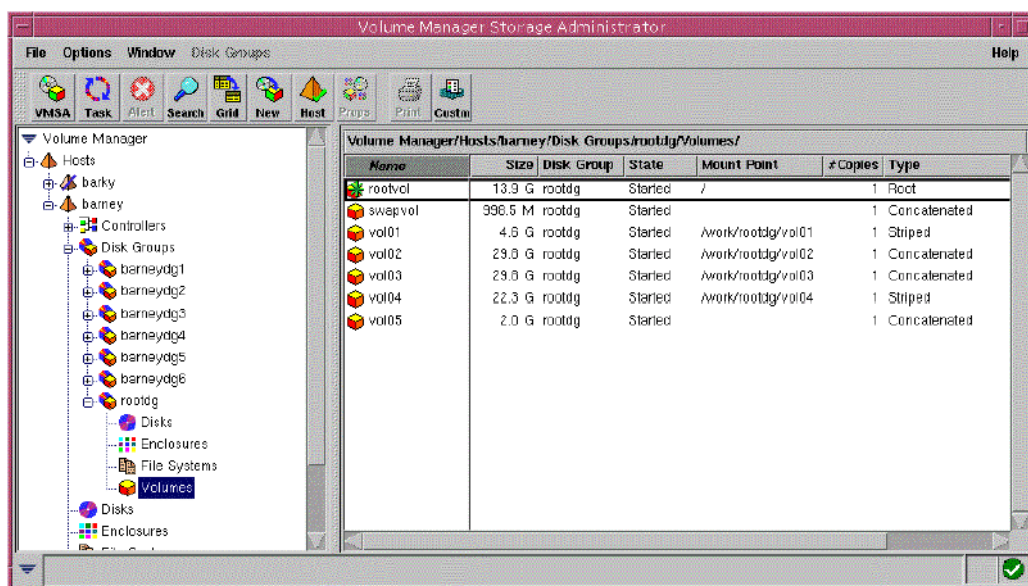 Volume Manager Storage Administrator
File Options Window Disk Groups Help
VMSA Task Alert Search Grid New Host Props Print Custm
Volume Manager
Hosts
barky
barney
Controllers
Disk Groups
barneydg1
barneydg2
barneydg3
barneydg4
barneydg5
barneydg6
rootdg
Disks
Enclosures
File Systems
Volumes
Disks
Enclosures
Volume Manager/Hosts/barney/Disk Groups/rootdg/Volumes/
Name Size Disk Group State Mount Point #Copies Type
rootvol 13.9 G rootdg Started / 1 Root
swapvol 998.5 M rootdg Started 1 Concatenated
vol01 4.6 G rootdg Started /work/rootdg/vol01 1 Striped
vol02 29.8 G rootdg Started /work/rootdg/vol02 1 Concatenated
vol03 29.8 G rootdg Started /work/rootdg/vol03 1 Concatenated
vol04 22.3 G rootdg Started /work/rootdg/vol04 1 Striped
vol05 2.0 G rootdg Started 1 Concatenated